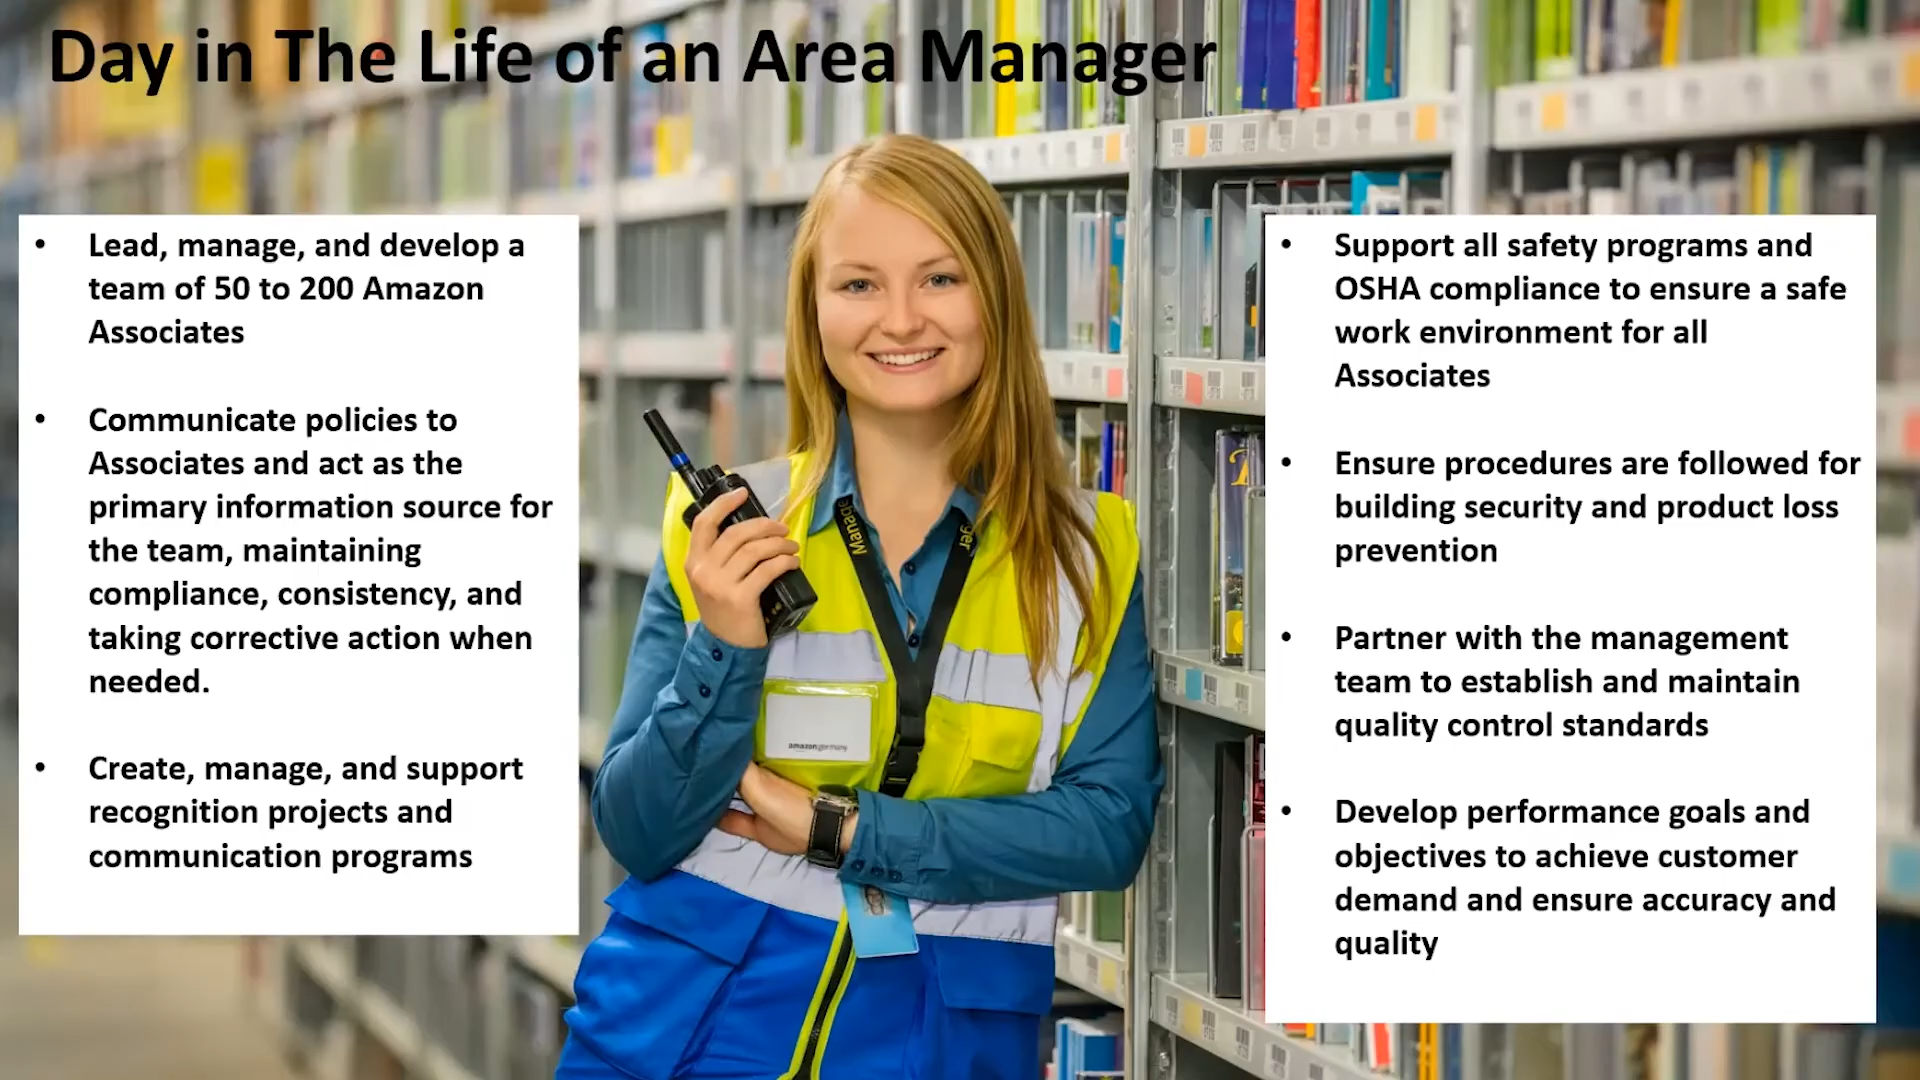 Day in The Life of an Area Manager
• Lead, manage, and develop a
team of 50 to 200 Amazon
Associates
• Communicate policies to
Associates and act as the
primary information source for
the team, maintaining
compliance, consistency, and
taking corrective action when
needed.
• Create, manage, and support
recognition projects and
communication programs
Manage
ger
amazon germany
• Support all safety programs and
OSHA compliance to ensure a safe
work environment for all
Associates
• Ensure procedures are followed for
building security and product loss
prevention
• Partner with the management
team to establish and maintain
quality control standards
• Develop performance goals and
objectives to achieve customer
demand and ensure accuracy and
quality